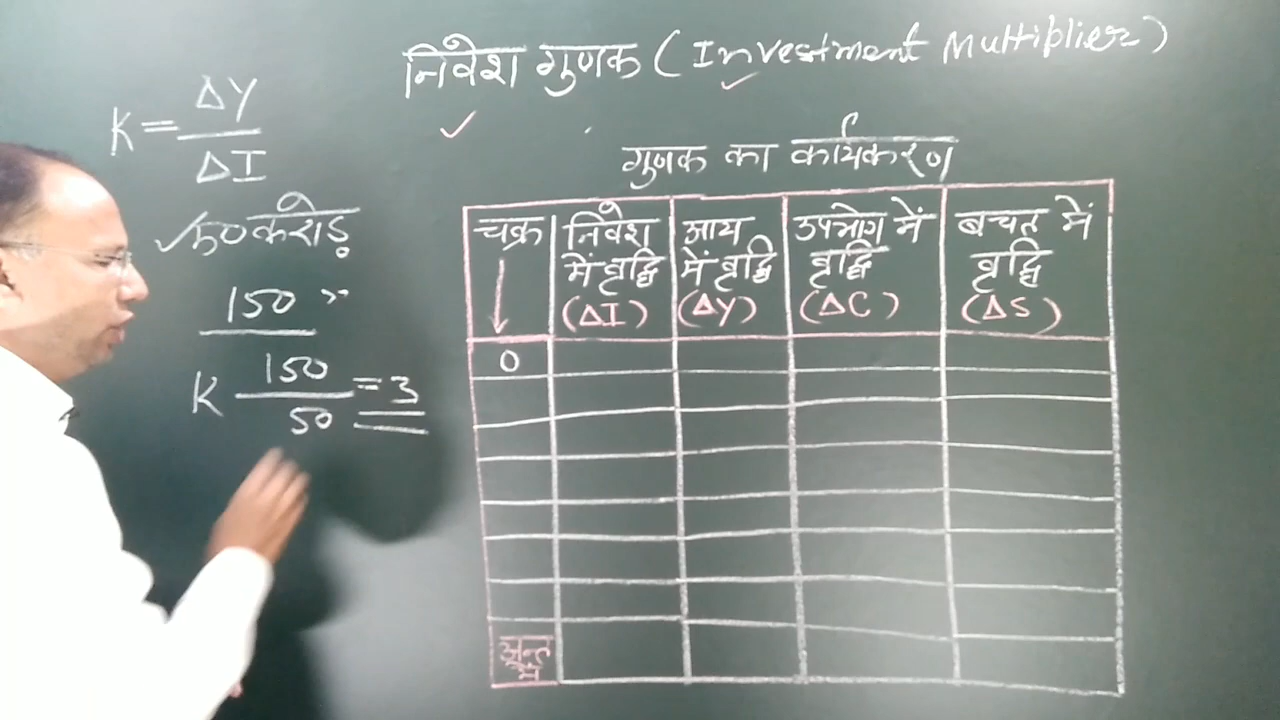 निवेश गुणक (Investment Multiplier)
K = ΔY / ΔI
50 करोड़
150 "
K 150 / 50 = 3
गुणक का कार्यकरण
चक्र निवेश में वृद्धि (ΔI) आय में वृद्धि (ΔY) उपभोग में वृद्धि (ΔC) बचत में वृद्धि (ΔS)
0
अन्त में